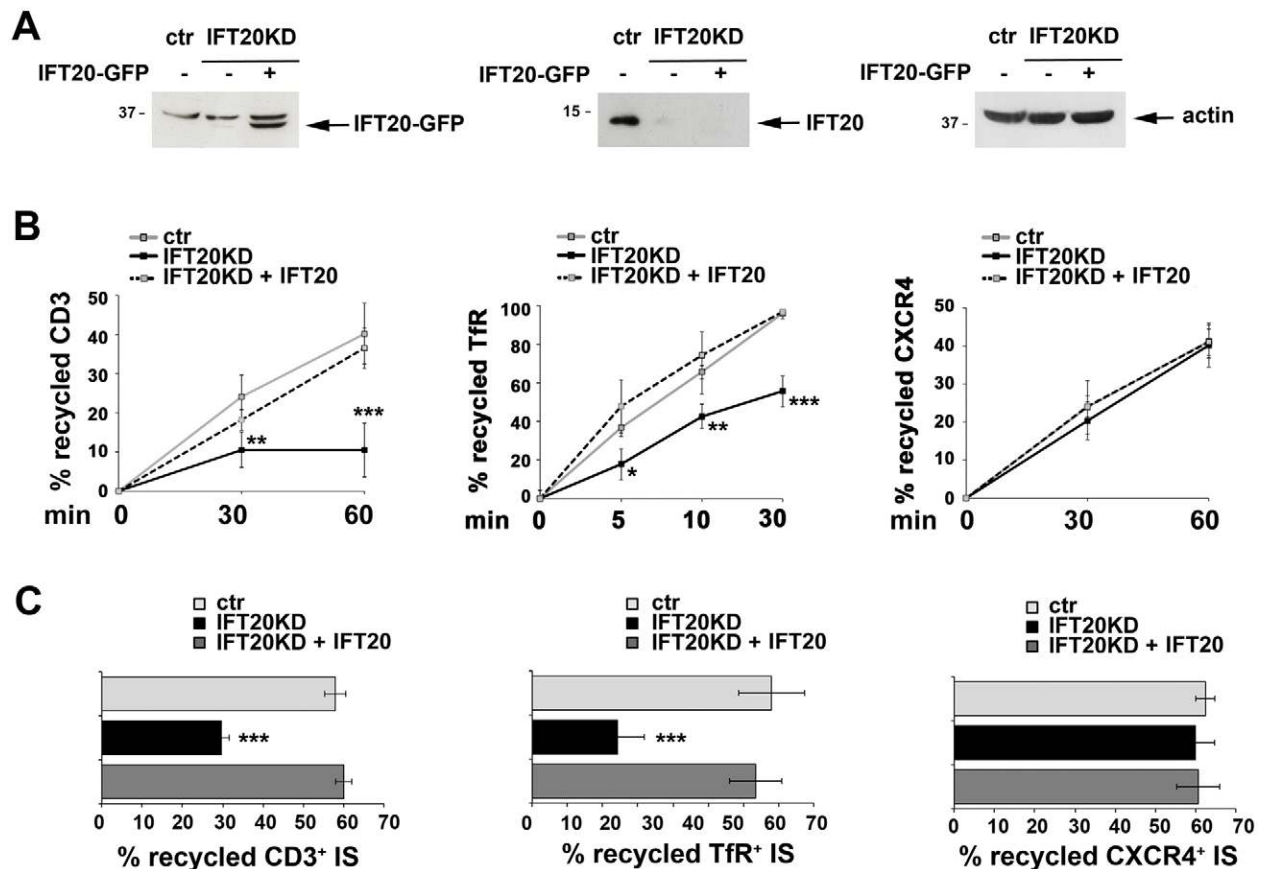 A
ctr IFT20KD
IFT20-GFP - - +
37 -
IFT20-GFP
ctr IFT20KD
IFT20-GFP - - +
15 -
IFT20
ctr IFT20KD
IFT20-GFP - - +
37 -
actin
B
ctr
IFT20KD
IFT20KD + IFT20
% recycled CD3
50
40
30
20
10
0
**
***
min 0 30 60
ctr
IFT20KD
IFT20KD + IFT20
% recycled TfR
100
80
60
40
20
0
*
**
***
min 0 5 10 30
ctr
IFT20KD
IFT20KD + IFT20
% recycled CXCR4
50
40
30
20
10
0
min 0 30 60
C
ctr
IFT20KD
IFT20KD + IFT20
***
0 10 20 30 40 50 60 70
% recycled CD3+ IS
ctr
IFT20KD
IFT20KD + IFT20
***
0 10 20 30 40 50 60 70
% recycled TfR+ IS
ctr
IFT20KD
IFT20KD + IFT20
0 10 20 30 40 50 60 70
% recycled CXCR4+ IS